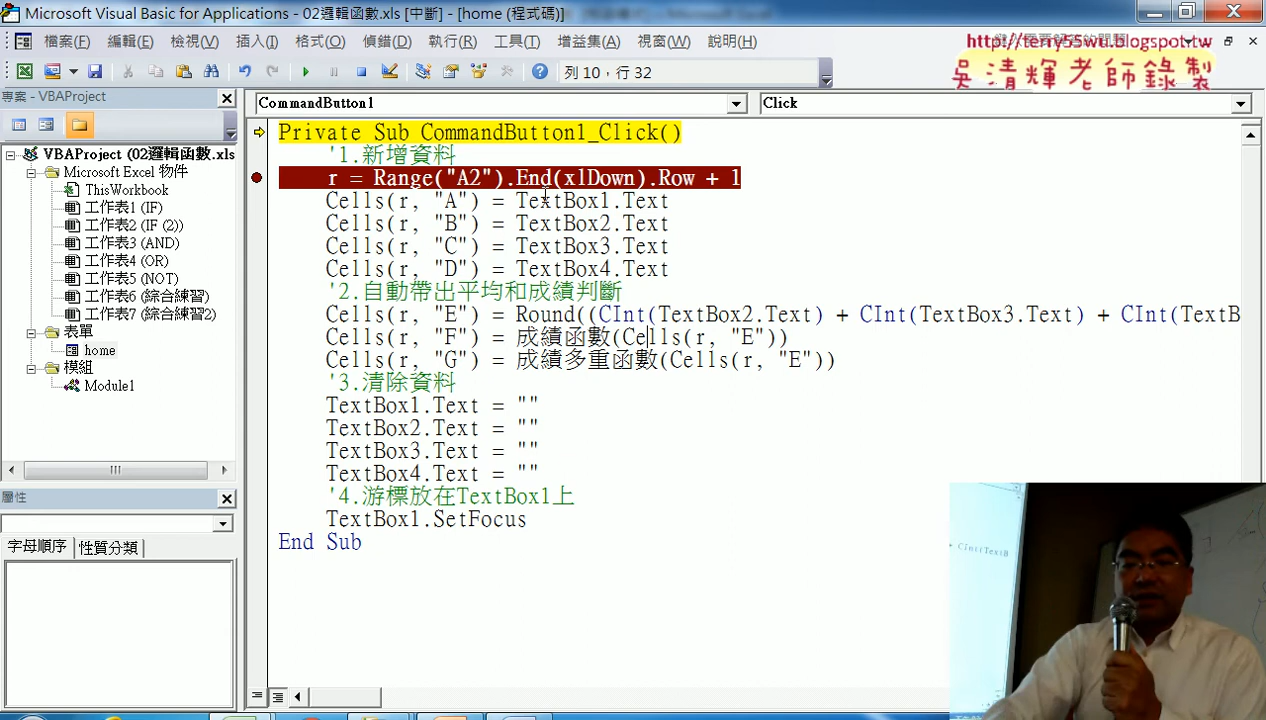 Microsoft Visual Basic for Applications - 02邏輯函數.xls [中斷] - [home (程式碼)]
檔案(F) 編輯(E) 檢視(V) 插入(I) 格式(O) 偵錯(D) 執行(R) 工具(T) 增益集(A) 視窗(W) 說明(H)
http://terry55wu.blogspot.tw
吳清輝老師錄製
列 10，行 32
專案 - VBAProject
CommandButton1
Click
VBAProject (02邏輯函數.xls
Microsoft Excel 物件
ThisWorkbook
工作表1 (IF)
工作表2 (IF (2))
工作表3 (AND)
工作表4 (OR)
工作表5 (NOT)
工作表6 (綜合練習)
工作表7 (綜合練習2)
表單
home
模組
Module1
屬性
字母順序 性質分類
Private Sub CommandButton1_Click()
'1.新增資料
r = Range("A2").End(xlDown).Row + 1
Cells(r, "A") = TextBox1.Text
Cells(r, "B") = TextBox2.Text
Cells(r, "C") = TextBox3.Text
Cells(r, "D") = TextBox4.Text
'2.自動帶出平均和成績判斷
Cells(r, "E") = Round((CInt(TextBox2.Text) + CInt(TextBox3.Text) + CInt(TextB
Cells(r, "F") = 成績函數(Cells(r, "E"))
Cells(r, "G") = 成績多重函數(Cells(r, "E"))
'3.清除資料
TextBox1.Text = ""
TextBox2.Text = ""
TextBox3.Text = ""
TextBox4.Text = ""
'4.游標放在TextBox1上
TextBox1.SetFocus
End Sub
CInt(TextB